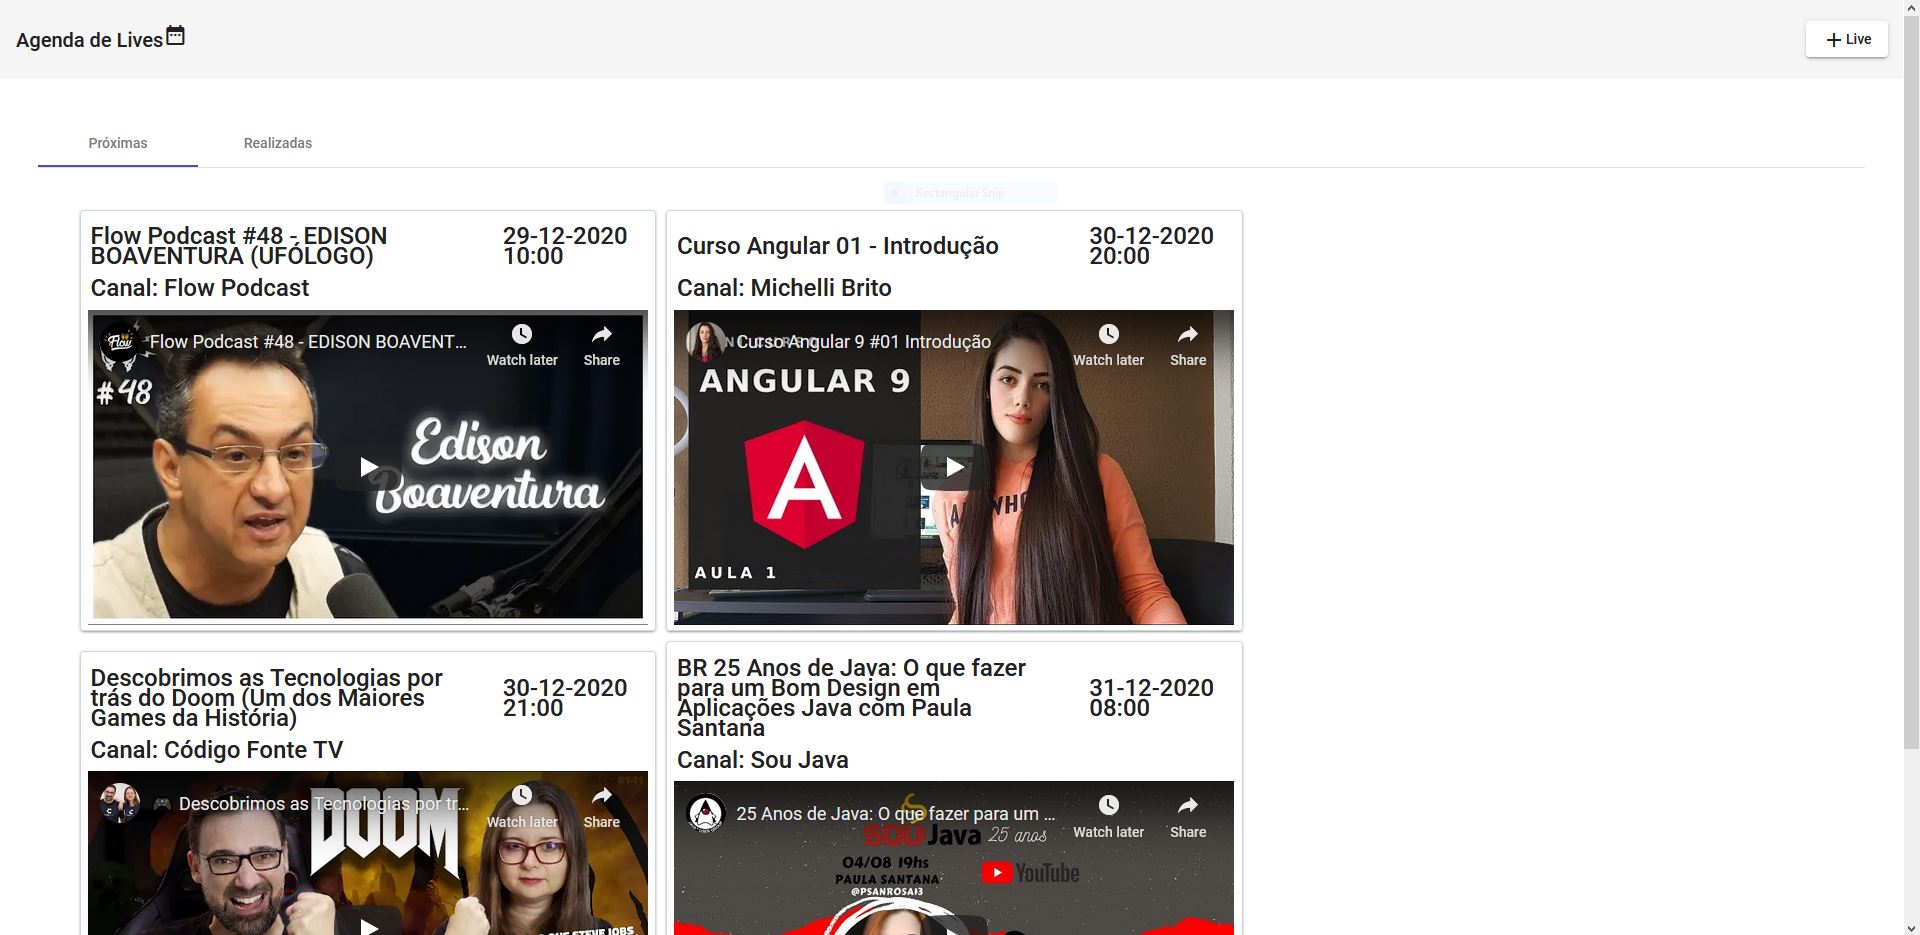 Agenda de Lives
Live
Próximas
Realizadas
Rectangular Snip
Flow Podcast #48 - EDISON
BOAVENTURA (UFÓLOGO)
29-12-2020
10:00
Canal: Flow Podcast
Flow
Flow Podcast #48 - EDISON BOAVENT...
Watch later
Share
#48
Edison
Boaventura
Curso Angular 01 - Introdução
30-12-2020
20:00
Canal: Michelli Brito
Curso Angular 9 #01 Introdução
Watch later
Share
ANGULAR 9
A
AULA 1
Descobrimos as Tecnologias por
trás do Doom (Um dos Maiores
Games da História)
30-12-2020
21:00
Canal: Código Fonte TV
Descobrimos as Tecnologias por tr...
Watch later
Share
#141
DOOM
STEVE JOBS
BR 25 Anos de Java: O que fazer
para um Bom Design em
Aplicações Java com Paula
Santana
31-12-2020
08:00
Canal: Sou Java
25 Anos de Java: O que fazer para um ...
Watch later
Share
SOUJava 25 anos
04/08 19hs
PAULA SANTANA
@PSANROSA13
YouTube